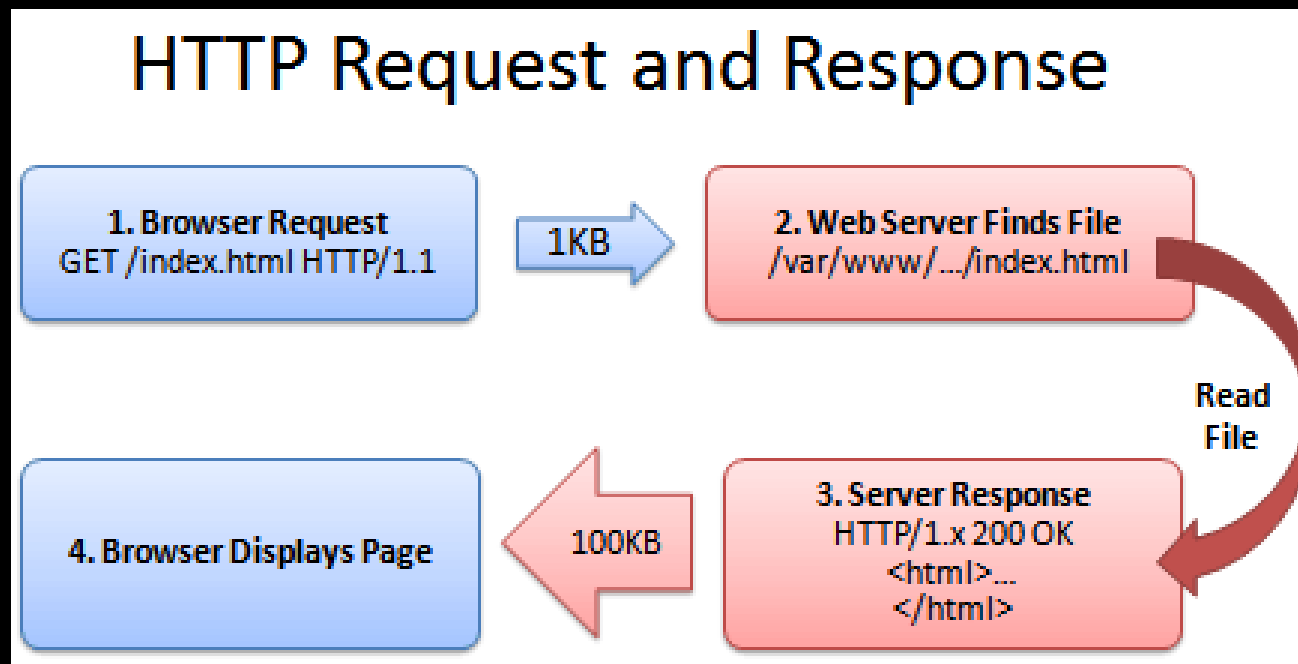 HTTP Request and Response
1. Browser Request
GET /index.html HTTP/1.1
1KB
2. Web Server Finds File
/var/www/.../index.html
Read
File
3. Server Response
HTTP/1.x 200 OK
<html>...
</html>
100KB
4. Browser Displays Page